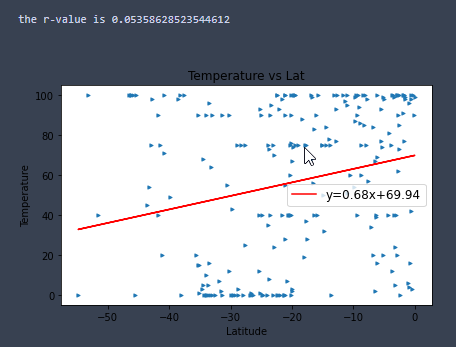 the r-value is 0.05358628523544612
Temperature vs Lat
100
80
60
40
20
0
Temperature
y=0.68x+69.94
−50
−40
−30
−20
−10
0
Latitude